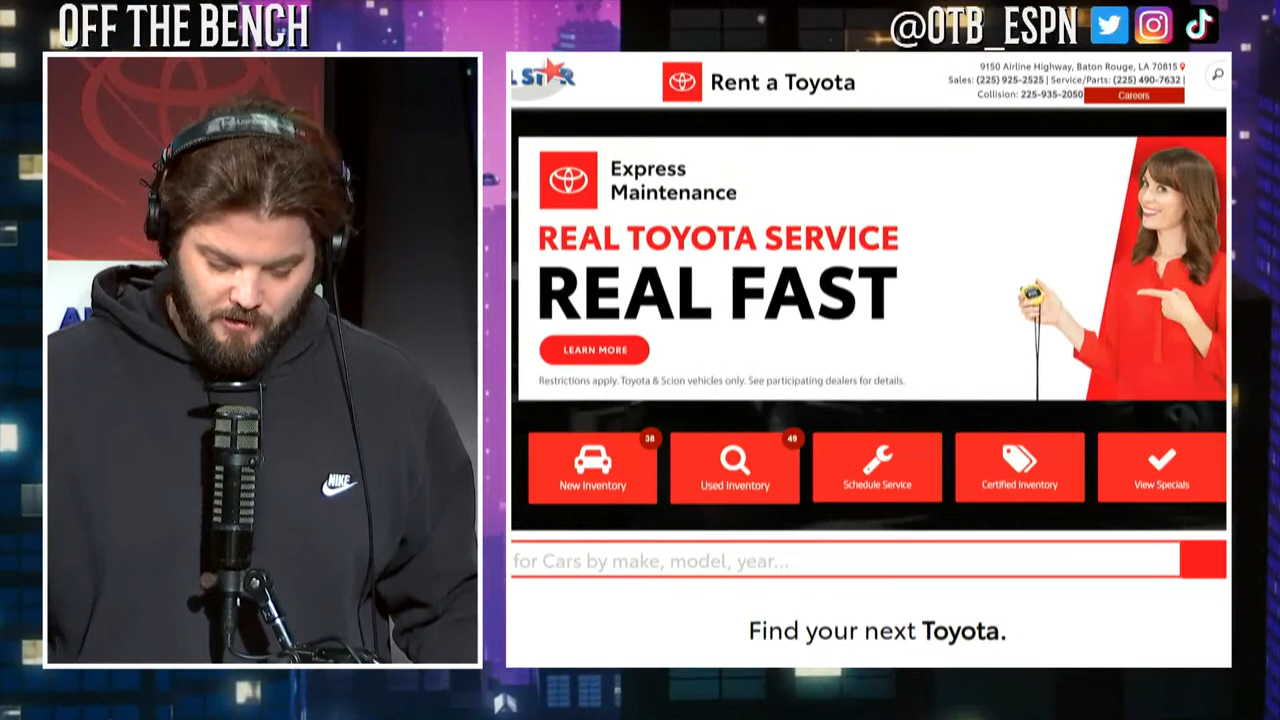 OFF THE BENCH
@OTB_ESPN
L STAR
Rent a Toyota
9150 Airline Highway, Baton Rouge, LA 70815
Sales: (225) 925-2525 | Service/Parts: (225) 490-7632 |
Collision: 225-935-2050
Careers
Express
Maintenance
REAL TOYOTA SERVICE
REAL FAST
LEARN MORE
Restrictions apply. Toyota & Scion vehicles only. See participating dealers for details.
38
New Inventory
49
Used Inventory
Schedule Service
Certified Inventory
View Specials
for Cars by make, model, year...
Find your next Toyota.
NIKE